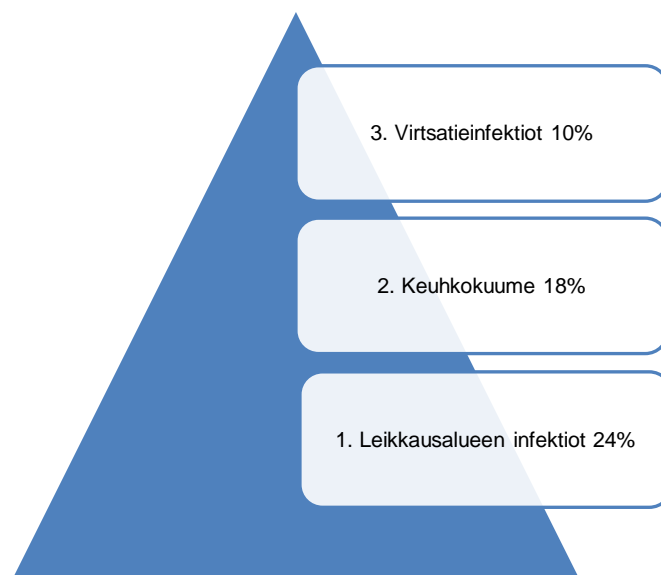 3. Virtsatieinfektiot 10%
2. Keuhkokuume 18%
1. Leikkausalueen infektiot 24%